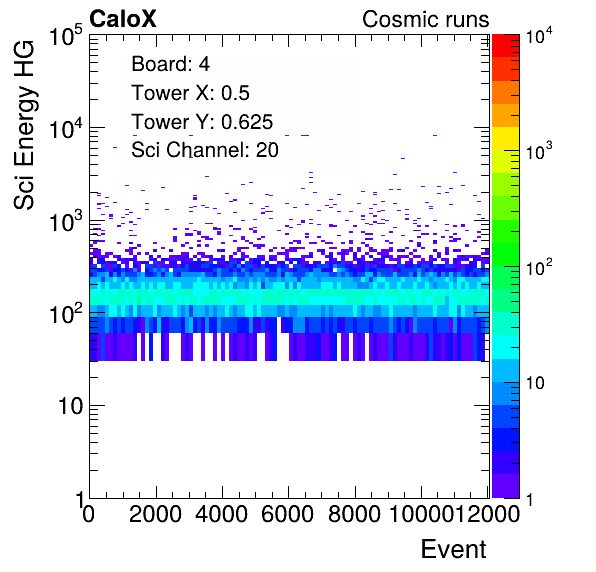 CaloX Cosmic runs
Sci Energy HG
10^5
10^4
10^3
10^2
10
1
Board: 4
Tower X: 0.5
Tower Y: 0.625
Sci Channel: 20
10^4
10^3
10^2
10
1
0 2000 4000 6000 8000 10000 12000
Event